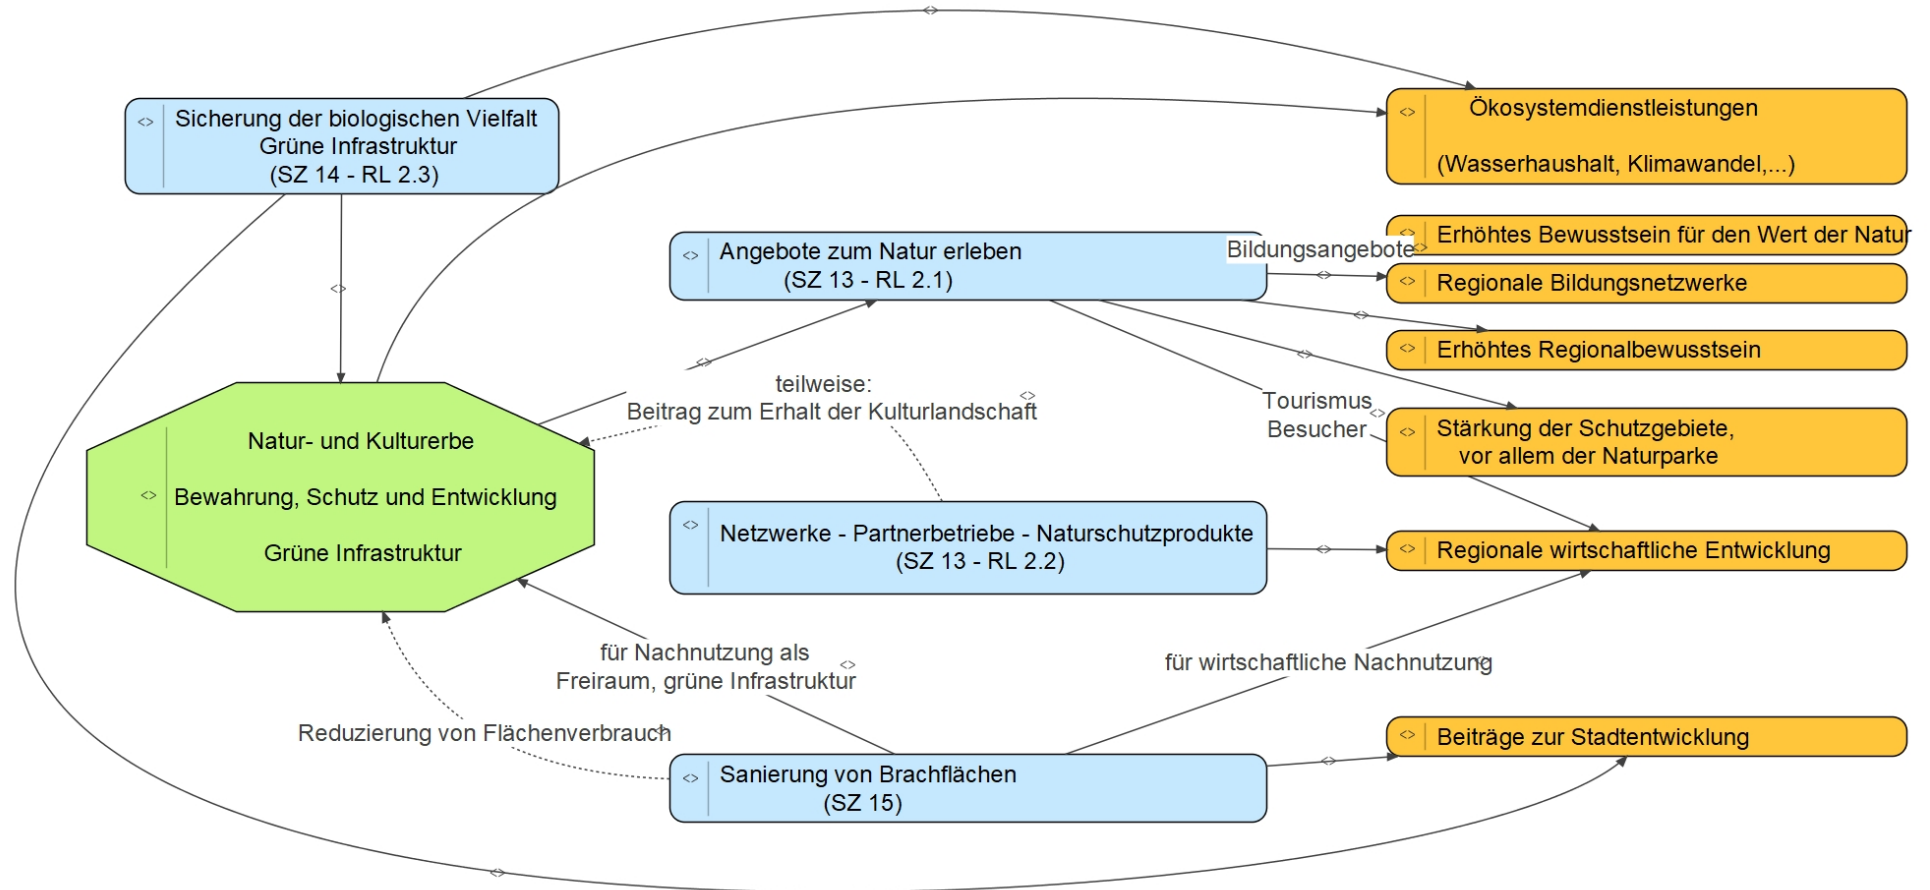 Sicherung der biologischen Vielfalt
Grüne Infrastruktur
(SZ 14 - RL 2.3)
Ökosystemdienstleistungen
(Wasserhaushalt, Klimawandel,...)
Angebote zum Natur erleben
(SZ 13 - RL 2.1)
Bildungsangebote
Erhöhtes Bewusstsein für den Wert der Natur
Regionale Bildungsnetzwerke
Erhöhtes Regionalbewusstsein
teilweise:
Beitrag zum Erhalt der Kulturlandschaft
Tourismus
Besucher
Stärkung der Schutzgebiete,
vor allem der Naturparke
Natur- und Kulturerbe
Bewahrung, Schutz und Entwicklung
Grüne Infrastruktur
Netzwerke - Partnerbetriebe - Naturschutzprodukte
(SZ 13 - RL 2.2)
Regionale wirtschaftliche Entwicklung
für Nachnutzung als
Freiraum, grüne Infrastruktur
für wirtschaftliche Nachnutzung
Reduzierung von Flächenverbrauch
Sanierung von Brachflächen
(SZ 15)
Beiträge zur Stadtentwicklung